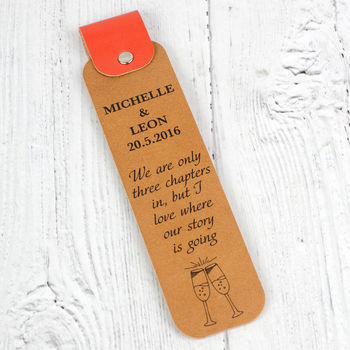 MICHELLE
&
LEON
20.5.2016
We are only
three chapters
in, but I
love where
our story
is going